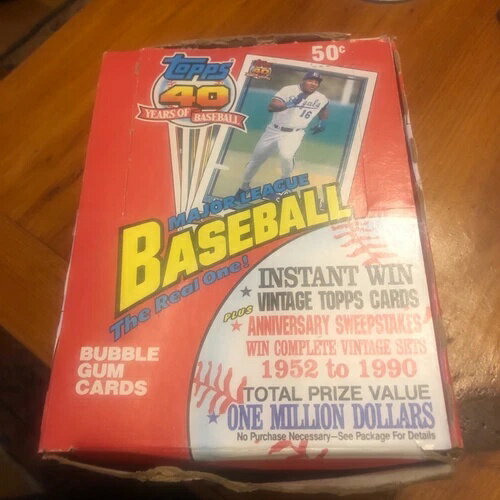 Topps
50¢
40
YEARS OF BASEBALL
Royals
16
MAJOR LEAGUE
BASEBALL
The Real One!
INSTANT WIN
VINTAGE TOPPS CARDS
PLUS
ANNIVERSARY SWEEPSTAKES
WIN COMPLETE VINTAGE SETS
1952 to 1990
BUBBLE
GUM
CARDS
TOTAL PRIZE VALUE
ONE MILLION DOLLARS
No Purchase Necessary—See Package For Details